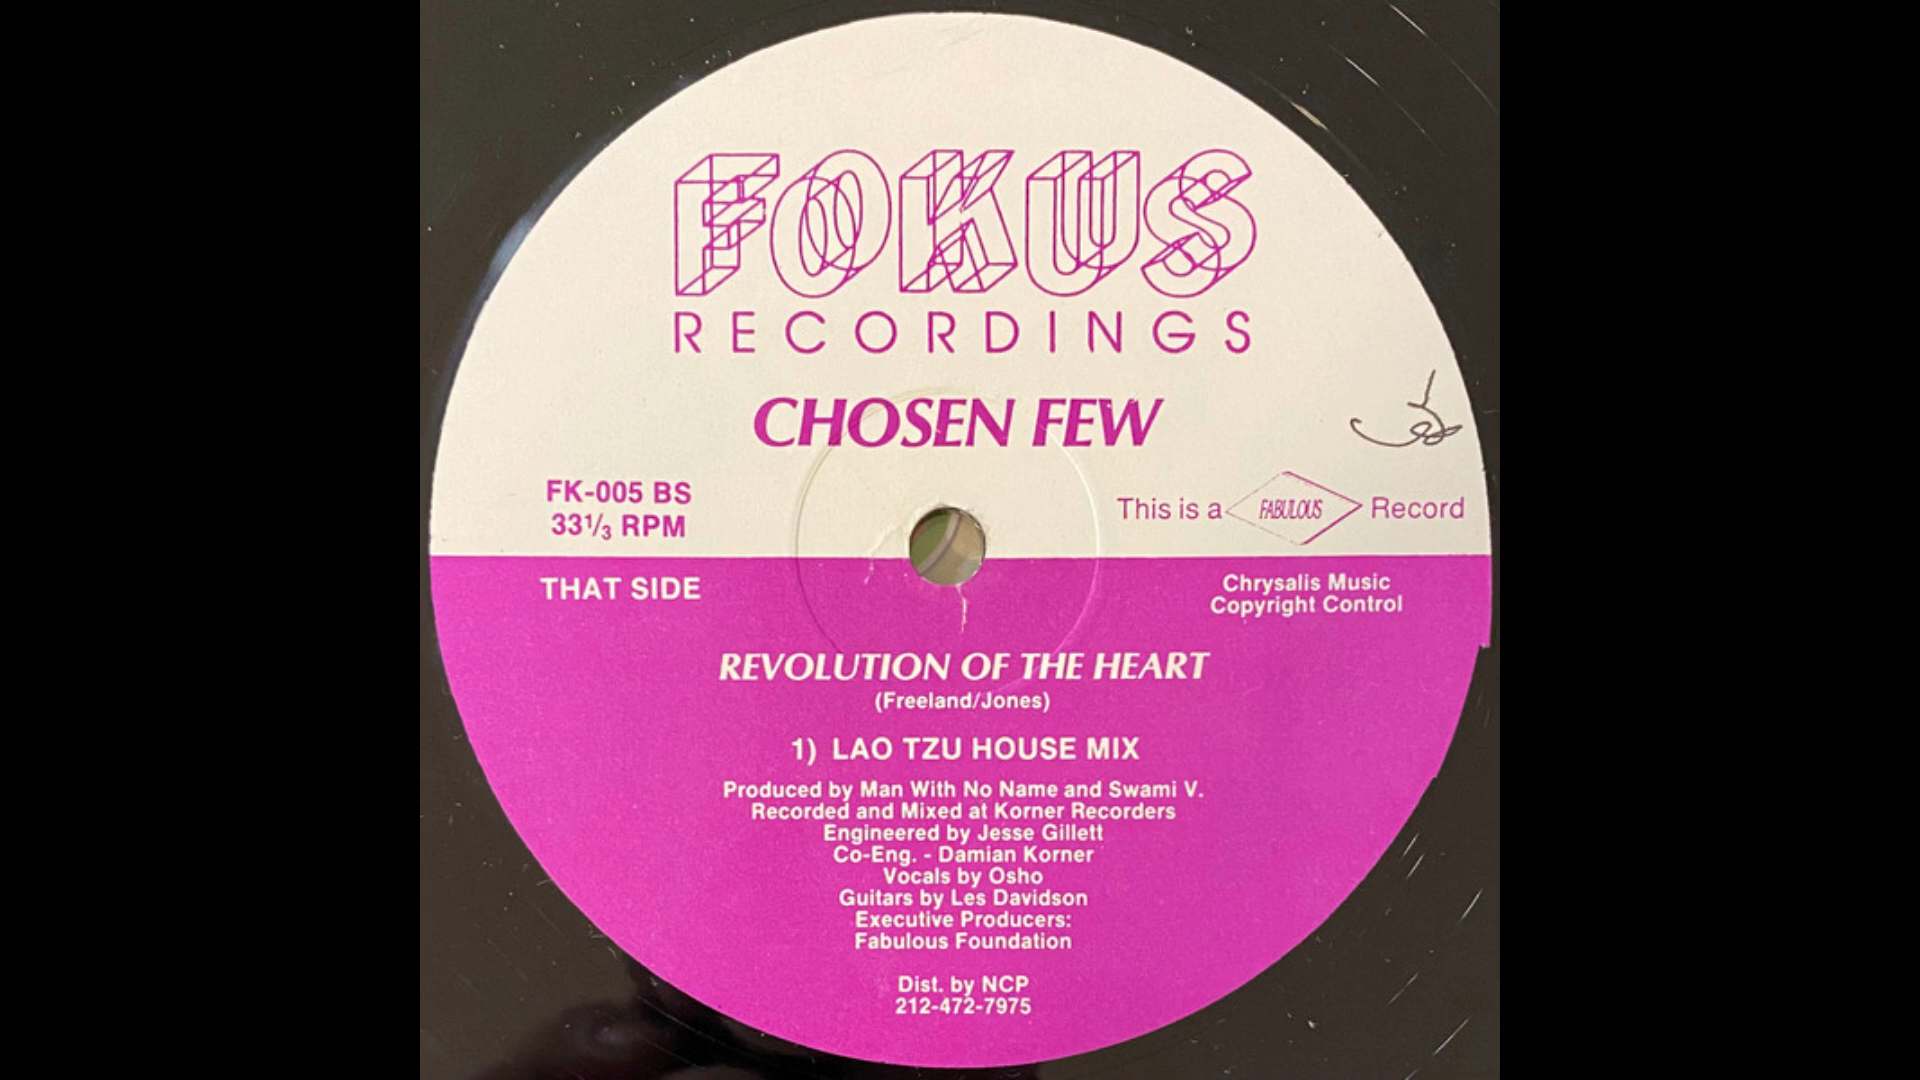 FOKUS
RECORDINGS
CHOSEN FEW
FK-005 BS
33 1/3 RPM
This is a FABULOUS Record
THAT SIDE
Chrysalis Music
Copyright Control
REVOLUTION OF THE HEART
(Freeland/Jones)
1) LAO TZU HOUSE MIX
Produced by Man With No Name and Swami V.
Recorded and Mixed at Korner Recorders
Engineered by Jesse Gillett
Co-Eng. - Damian Korner
Vocals by Osho
Guitars by Les Davidson
Executive Producers:
Fabulous Foundation
Dist. by NCP
212-472-7975